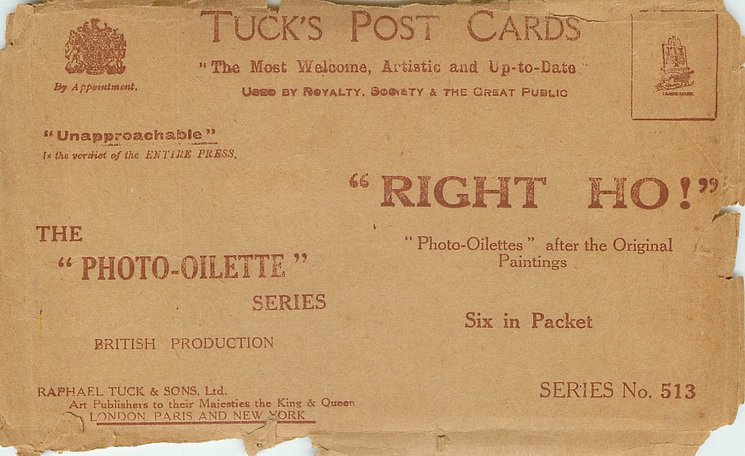 TUCK'S POST CARDS
"The Most Welcome, Artistic and Up-to-Date"
USED BY ROYALTY, SOCIETY & THE GREAT PUBLIC
By Appointment.
TRADE MARK
"Unapproachable"
Is the verdict of the ENTIRE PRESS.
"RIGHT HO!"
"Photo-Oilettes" after the Original
Paintings
Six in Packet
SERIES No. 513
THE
"PHOTO-OILETTE"
SERIES
BRITISH PRODUCTION
RAPHAEL TUCK & SONS, Ltd.
Art Publishers to their Majesties the King & Queen
LONDON, PARIS AND NEW YORK